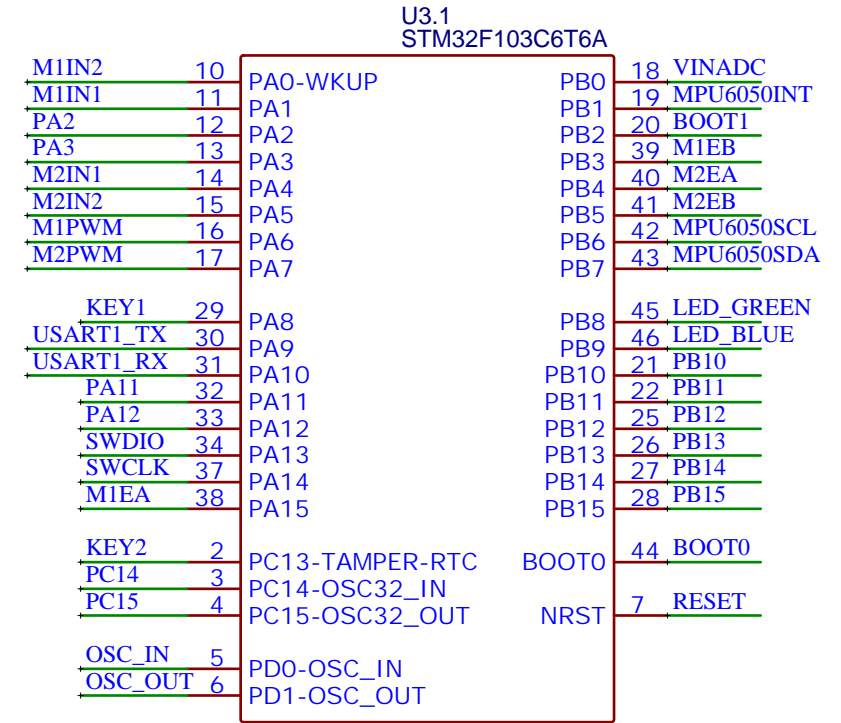 U3.1
STM32F103C6T6A
M1IN2 10 PA0-WKUP PB0 18 VINADC
M1IN1 11 PA1 PB1 19 MPU6050INT
PA2 12 PA2 PB2 20 BOOT1
PA3 13 PA3 PB3 39 M1EB
M2IN1 14 PA4 PB4 40 M2EA
M2IN2 15 PA5 PB5 41 M2EB
M1PWM 16 PA6 PB6 42 MPU6050SCL
M2PWM 17 PA7 PB7 43 MPU6050SDA
KEY1 29 PA8 PB8 45 LED_GREEN
USART1_TX 30 PA9 PB9 46 LED_BLUE
USART1_RX 31 PA10 PB10 21 PB10
PA11 32 PA11 PB11 22 PB11
PA12 33 PA12 PB12 25 PB12
SWDIO 34 PA13 PB13 26 PB13
SWCLK 37 PA14 PB14 27 PB14
M1EA 38 PA15 PB15 28 PB15
KEY2 2 PC13-TAMPER-RTC BOOT0 44 BOOT0
PC14 3 PC14-OSC32_IN
PC15 4 PC15-OSC32_OUT NRST 7 RESET
OSC_IN 5 PD0-OSC_IN
OSC_OUT 6 PD1-OSC_OUT